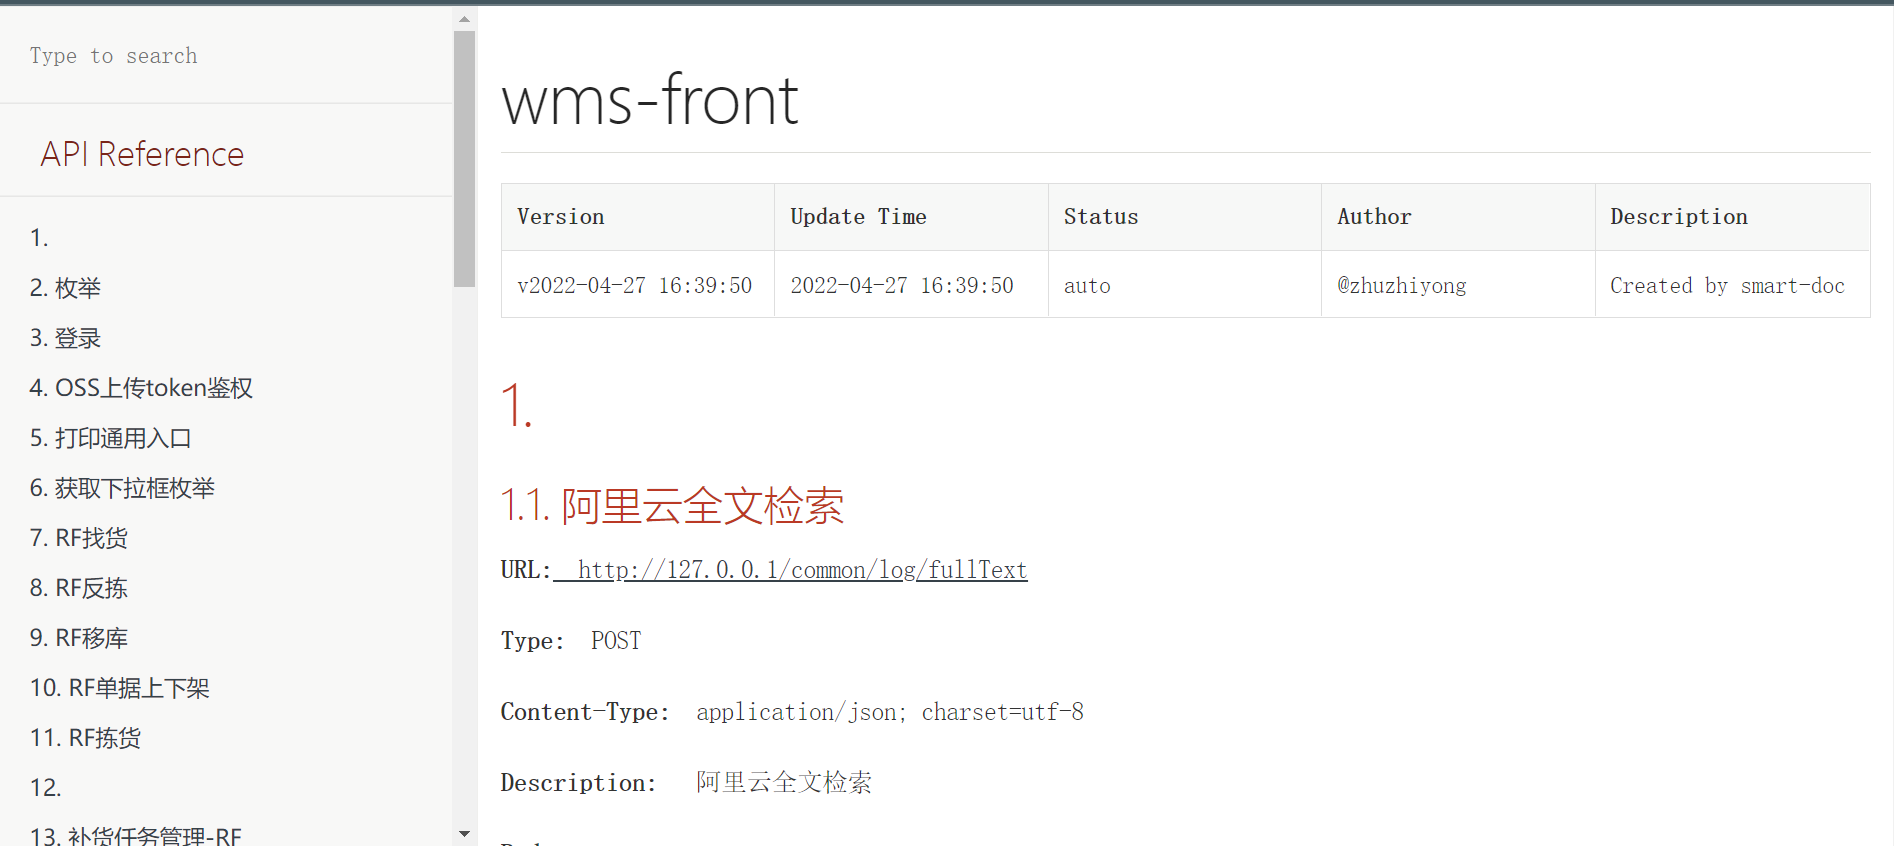 Type to search
API Reference
1.
2. 枚举
3. 登录
4. OSS上传token鉴权
5. 打印通用入口
6. 获取下拉框枚举
7. RF找货
8. RF反拣
9. RF移库
10. RF单据上下架
11. RF拣货
12.
13. 补货任务管理-RF
wms-front
Version Update Time Status Author Description
v2022-04-27 16:39:50 2022-04-27 16:39:50 auto @zhuzhiyong Created by smart-doc
1.
1.1. 阿里云全文检索
URL: http://127.0.0.1/common/log/fullText
Type: POST
Content-Type: application/json; charset=utf-8
Description: 阿里云全文检索